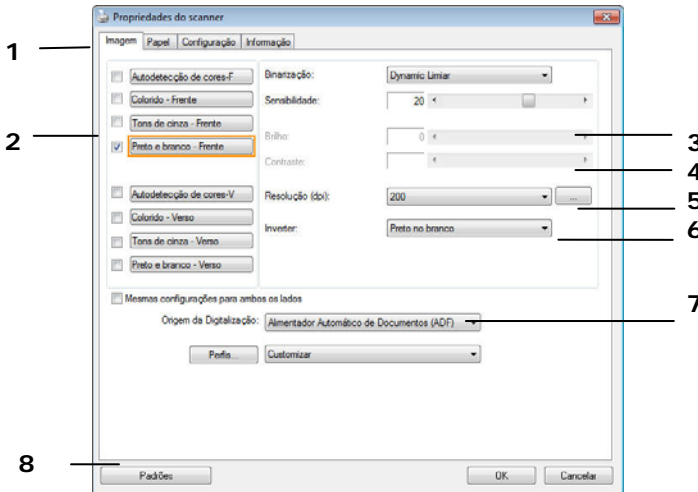 Propriedades do scanner
1
Imagem Papel Configuração Informação
Autodetecção de cores-F
Binarização: Dynamic Limiar
Colorido - Frente
Sensibilidade: 20
Tons de cinza - Frente
2
Preto e branco - Frente
Brilho: 0
3
Contraste:
4
Autodetecção de cores-V
Resolução (dpi): 200 ...
5
Colorido - Verso
Inverter: Preto no branco
6
Tons de cinza - Verso
Preto e branco - Verso
Mesmas configurações para ambos os lados
7
Origem da Digitalização: Alimentador Automático de Documentos (ADF)
Perfis... Customizar
8
Padrões OK Cancelar